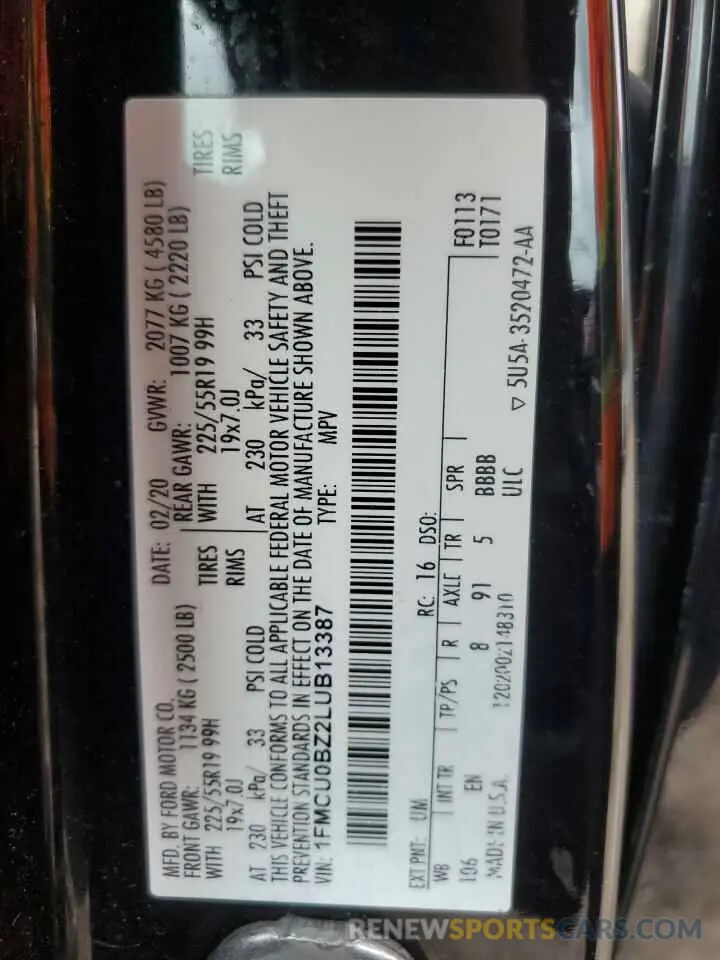 MFD. BY FORD MOTOR CO.
DATE: 02/20 GVWR: 2077 KG ( 4580 LB)
FRONT GAWR: 1134 KG ( 2500 LB) REAR GAWR: 1007 KG ( 2220 LB)
WITH 225/55R19 99H TIRES WITH 225/55R19 99H TIRES
19x7.0J RIMS 19x7.0J RIMS
AT 230 kPa/ 33 PSI COLD AT 230 kPa/ 33 PSI COLD
THIS VEHICLE CONFORMS TO ALL APPLICABLE FEDERAL MOTOR VEHICLE SAFETY AND THEFT
PREVENTION STANDARDS IN EFFECT ON THE DATE OF MANUFACTURE SHOWN ABOVE.
VIN: 1FMCU0BZ2LUB13387 TYPE: MPV
EXT PNT: UM RC: 16 DSO:
WB INT TR TP/PS R AXLE TR SPR F0113
106 EN 8 91 5 BBBB T0171
ULC
MADE IN U.S.A. ▽ 5U5A-3520472-AA
RENEWSPORTSCARS.COM